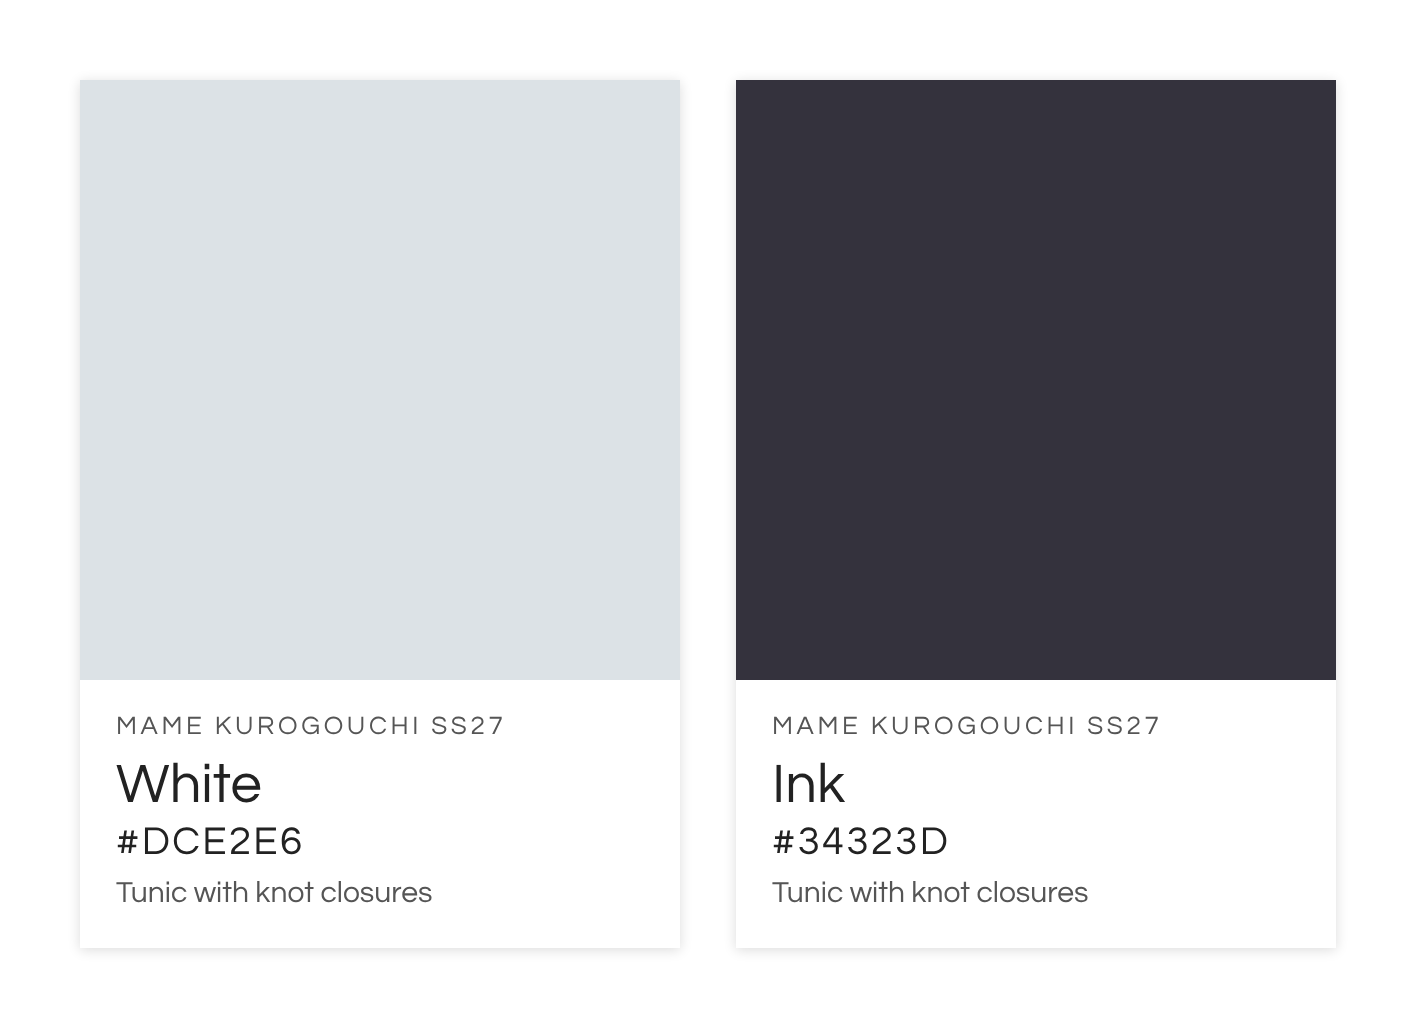 MAME KUROGOUCHI SS27
White
#DCE2E6
Tunic with knot closures
MAME KUROGOUCHI SS27
Ink
#34323D
Tunic with knot closures